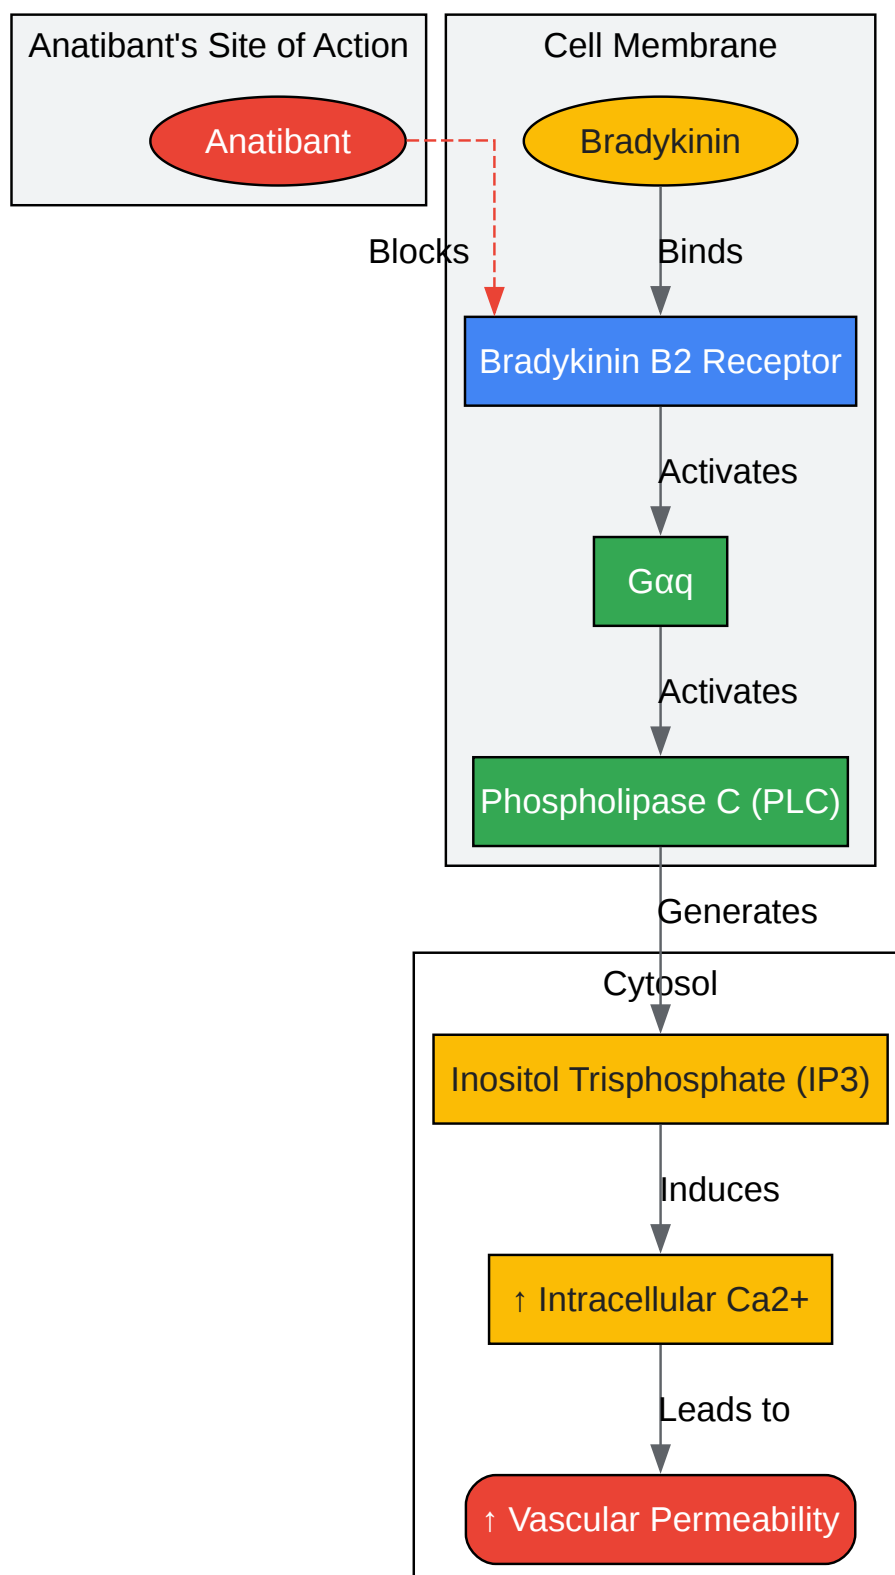 Anatibant's Site of Action
Cell Membrane
Anatibant
Bradykinin
Blocks
Binds
Bradykinin B2 Receptor
Activates
Gαq
Activates
Phospholipase C (PLC)
Generates
Cytosol
Inositol Trisphosphate (IP3)
Induces
↑ Intracellular Ca2+
Leads to
↑ Vascular Permeability